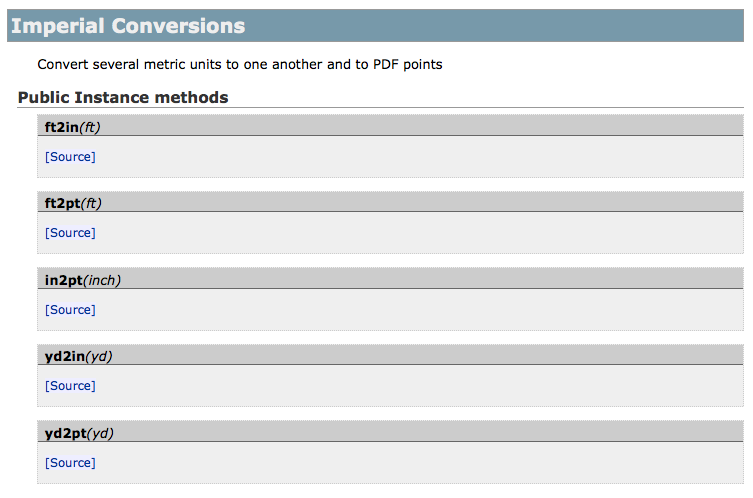 Imperial Conversions
Convert several metric units to one another and to PDF points
Public Instance methods
ft2in(ft)
[Source]
ft2pt(ft)
[Source]
in2pt(inch)
[Source]
yd2in(yd)
[Source]
yd2pt(yd)
[Source]